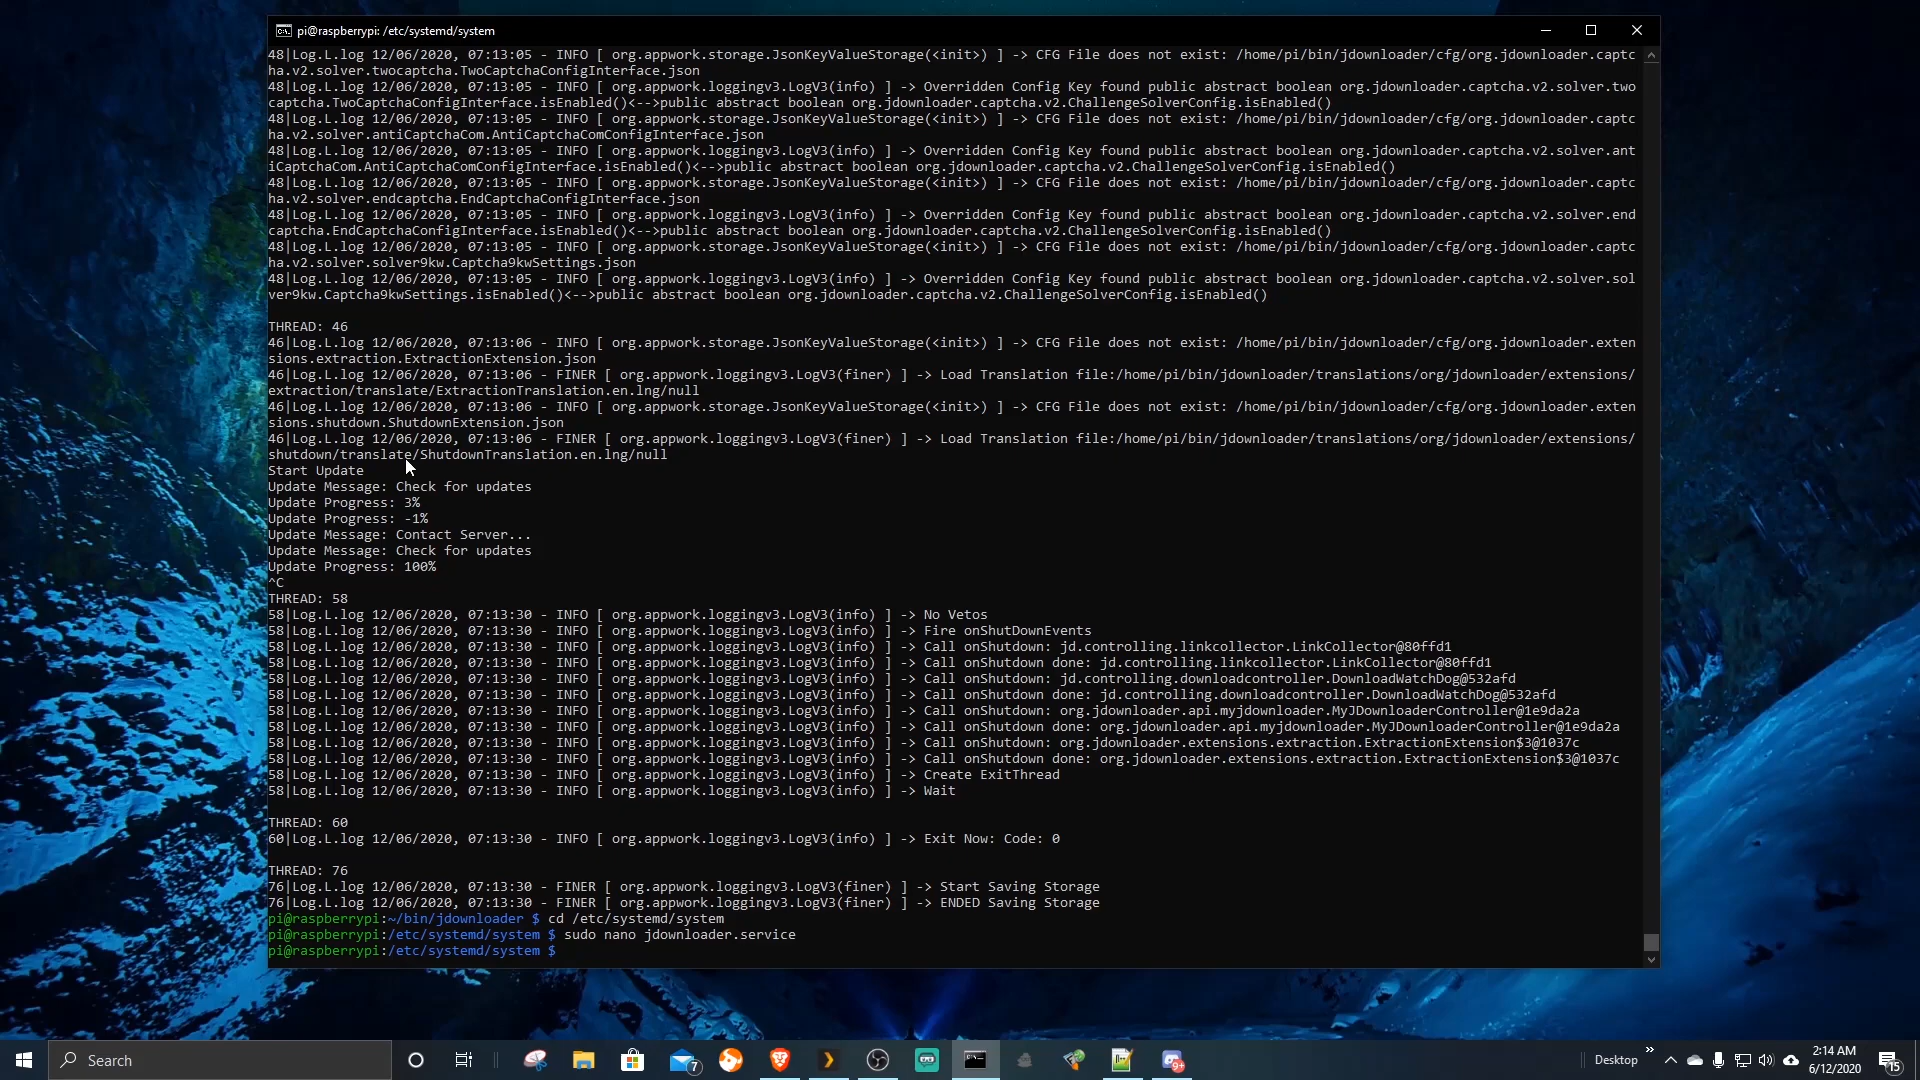 pi@raspberrypi: /etc/systemd/system
48|Log.L.log 12/06/2020, 07:13:05 - INFO [ org.appwork.storage.JsonKeyValueStorage(<init>) ] -> CFG File does not exist: /home/pi/bin/jdownloader/cfg/org.jdownloader.captc
ha.v2.solver.twocaptcha.TwoCaptchaConfigInterface.json
48|Log.L.log 12/06/2020, 07:13:05 - INFO [ org.appwork.loggingv3.LogV3(info) ] -> Overridden Config Key found public abstract boolean org.jdownloader.captcha.v2.solver.two
captcha.TwoCaptchaConfigInterface.isEnabled()<-->public abstract boolean org.jdownloader.captcha.v2.ChallengeSolverConfig.isEnabled()
48|Log.L.log 12/06/2020, 07:13:05 - INFO [ org.appwork.storage.JsonKeyValueStorage(<init>) ] -> CFG File does not exist: /home/pi/bin/jdownloader/cfg/org.jdownloader.captc
ha.v2.solver.antiCaptchaCom.AntiCaptchaComConfigInterface.json
48|Log.L.log 12/06/2020, 07:13:05 - INFO [ org.appwork.loggingv3.LogV3(info) ] -> Overridden Config Key found public abstract boolean org.jdownloader.captcha.v2.solver.ant
iCaptchaCom.AntiCaptchaComConfigInterface.isEnabled()<-->public abstract boolean org.jdownloader.captcha.v2.ChallengeSolverConfig.isEnabled()
48|Log.L.log 12/06/2020, 07:13:05 - INFO [ org.appwork.storage.JsonKeyValueStorage(<init>) ] -> CFG File does not exist: /home/pi/bin/jdownloader/cfg/org.jdownloader.captc
ha.v2.solver.endcaptcha.EndCaptchaConfigInterface.json
48|Log.L.log 12/06/2020, 07:13:05 - INFO [ org.appwork.loggingv3.LogV3(info) ] -> Overridden Config Key found public abstract boolean org.jdownloader.captcha.v2.solver.end
captcha.EndCaptchaConfigInterface.isEnabled()<-->public abstract boolean org.jdownloader.captcha.v2.ChallengeSolverConfig.isEnabled()
48|Log.L.log 12/06/2020, 07:13:05 - INFO [ org.appwork.storage.JsonKeyValueStorage(<init>) ] -> CFG File does not exist: /home/pi/bin/jdownloader/cfg/org.jdownloader.captc
ha.v2.solver.solver9kw.Captcha9kwSettings.json
48|Log.L.log 12/06/2020, 07:13:05 - INFO [ org.appwork.loggingv3.LogV3(info) ] -> Overridden Config Key found public abstract boolean org.jdownloader.captcha.v2.solver.sol
ver9kw.Captcha9kwSettings.isEnabled()<-->public abstract boolean org.jdownloader.captcha.v2.ChallengeSolverConfig.isEnabled()
THREAD: 46
46|Log.L.log 12/06/2020, 07:13:06 - INFO [ org.appwork.storage.JsonKeyValueStorage(<init>) ] -> CFG File does not exist: /home/pi/bin/jdownloader/cfg/org.jdownloader.exten
sions.extraction.ExtractionExtension.json
46|Log.L.log 12/06/2020, 07:13:06 - FINER [ org.appwork.loggingv3.LogV3(finer) ] -> Load Translation file:/home/pi/bin/jdownloader/translations/org/jdownloader/extensions/
extraction/translate/ExtractionTranslation.en.lng/null
46|Log.L.log 12/06/2020, 07:13:06 - INFO [ org.appwork.storage.JsonKeyValueStorage(<init>) ] -> CFG File does not exist: /home/pi/bin/jdownloader/cfg/org.jdownloader.exten
sions.shutdown.ShutdownExtension.json
46|Log.L.log 12/06/2020, 07:13:06 - FINER [ org.appwork.loggingv3.LogV3(finer) ] -> Load Translation file:/home/pi/bin/jdownloader/translations/org/jdownloader/extensions/
shutdown/translate/ShutdownTranslation.en.lng/null
Start Update
Update Message: Check for updates
Update Progress: 3%
Update Progress: -1%
Update Message: Contact Server...
Update Message: Check for updates
Update Progress: 100%
^C
THREAD: 58
58|Log.L.log 12/06/2020, 07:13:30 - INFO [ org.appwork.loggingv3.LogV3(info) ] -> No Vetos
58|Log.L.log 12/06/2020, 07:13:30 - INFO [ org.appwork.loggingv3.LogV3(info) ] -> Fire onShutDownEvents
58|Log.L.log 12/06/2020, 07:13:30 - INFO [ org.appwork.loggingv3.LogV3(info) ] -> Call onShutdown: jd.controlling.linkcollector.LinkCollector@80ffd1
58|Log.L.log 12/06/2020, 07:13:30 - INFO [ org.appwork.loggingv3.LogV3(info) ] -> Call onShutdown done: jd.controlling.linkcollector.LinkCollector@80ffd1
58|Log.L.log 12/06/2020, 07:13:30 - INFO [ org.appwork.loggingv3.LogV3(info) ] -> Call onShutdown: jd.controlling.downloadcontroller.DownloadWatchDog@532afd
58|Log.L.log 12/06/2020, 07:13:30 - INFO [ org.appwork.loggingv3.LogV3(info) ] -> Call onShutdown done: jd.controlling.downloadcontroller.DownloadWatchDog@532afd
58|Log.L.log 12/06/2020, 07:13:30 - INFO [ org.appwork.loggingv3.LogV3(info) ] -> Call onShutdown: org.jdownloader.api.myjdownloader.MyJDownloaderController@1e9da2a
58|Log.L.log 12/06/2020, 07:13:30 - INFO [ org.appwork.loggingv3.LogV3(info) ] -> Call onShutdown done: org.jdownloader.api.myjdownloader.MyJDownloaderController@1e9da2a
58|Log.L.log 12/06/2020, 07:13:30 - INFO [ org.appwork.loggingv3.LogV3(info) ] -> Call onShutdown: org.jdownloader.extensions.extraction.ExtractionExtension$3@1037c
58|Log.L.log 12/06/2020, 07:13:30 - INFO [ org.appwork.loggingv3.LogV3(info) ] -> Call onShutdown done: org.jdownloader.extensions.extraction.ExtractionExtension$3@1037c
58|Log.L.log 12/06/2020, 07:13:30 - INFO [ org.appwork.loggingv3.LogV3(info) ] -> Create ExitThread
58|Log.L.log 12/06/2020, 07:13:30 - INFO [ org.appwork.loggingv3.LogV3(info) ] -> Wait
THREAD: 60
60|Log.L.log 12/06/2020, 07:13:30 - INFO [ org.appwork.loggingv3.LogV3(info) ] -> Exit Now: Code: 0
THREAD: 76
76|Log.L.log 12/06/2020, 07:13:30 - FINER [ org.appwork.loggingv3.LogV3(finer) ] -> Start Saving Storage
76|Log.L.log 12/06/2020, 07:13:30 - FINER [ org.appwork.loggingv3.LogV3(finer) ] -> ENDED Saving Storage
pi@raspberrypi:~/bin/jdownloader $ cd /etc/systemd/system
pi@raspberrypi:/etc/systemd/system $ sudo nano jdownloader.service
pi@raspberrypi:/etc/systemd/system $
Search
7
Desktop
2:14 AM
6/12/2020
15